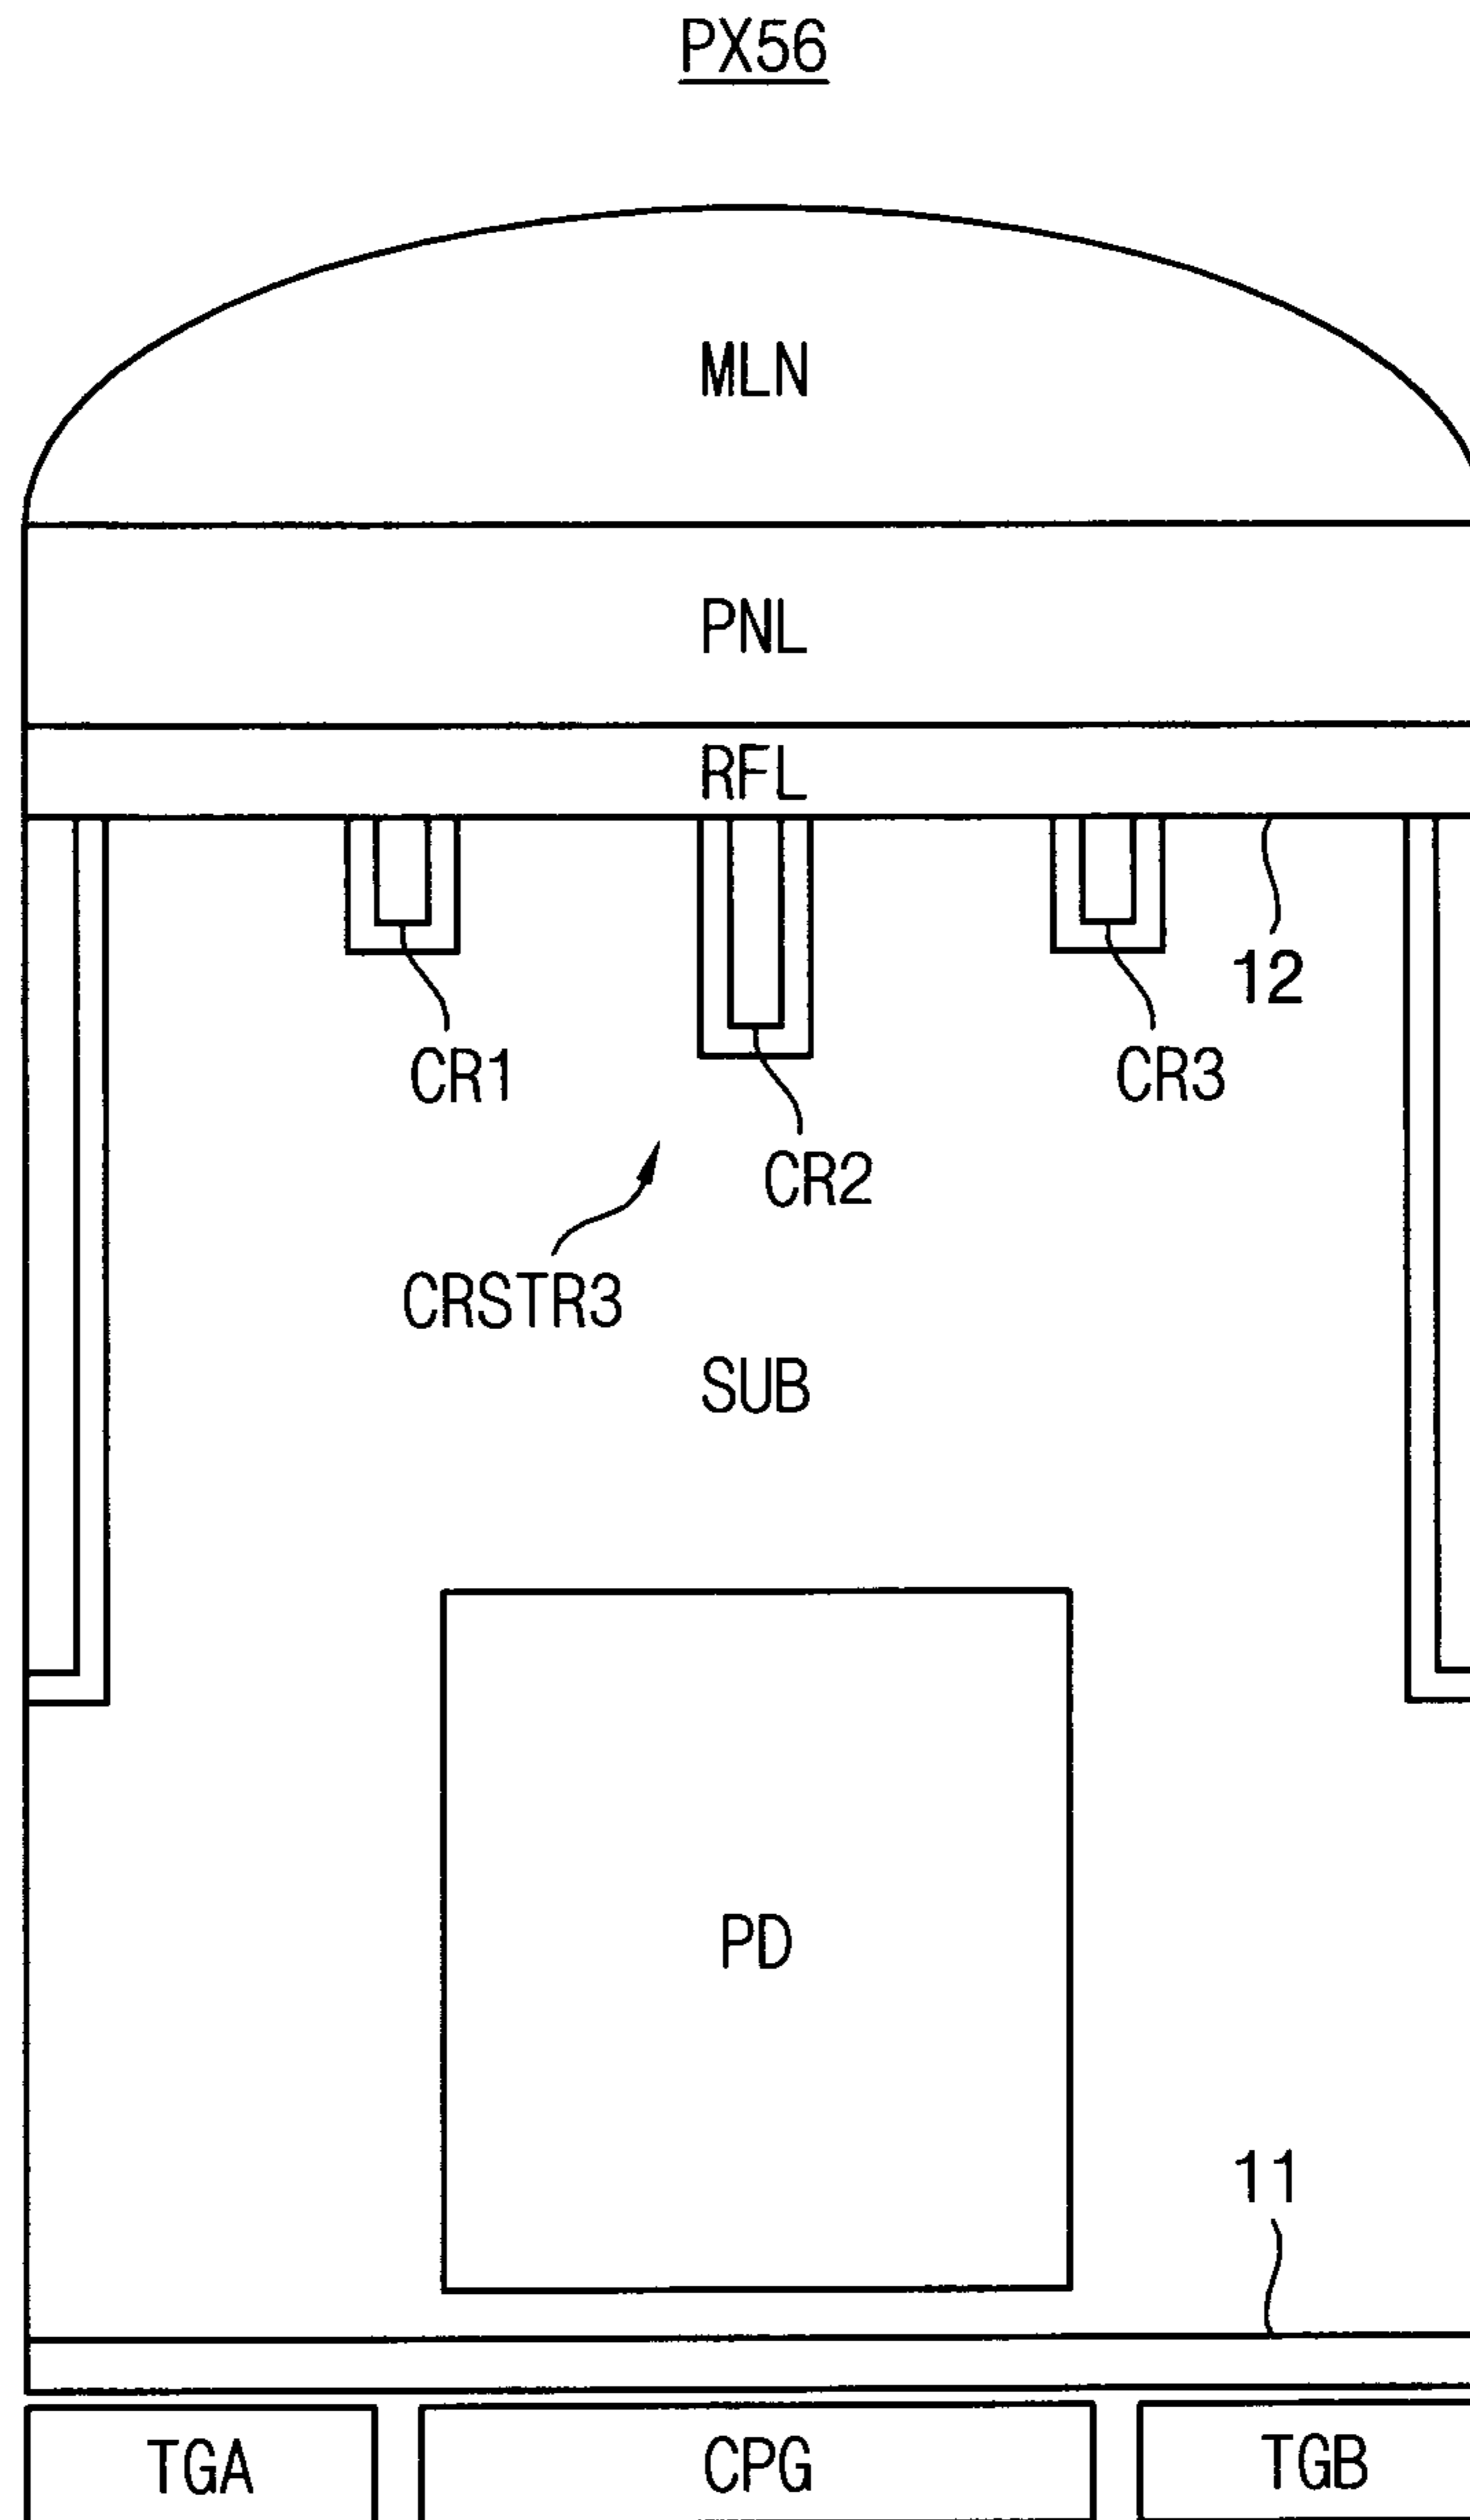 PX56
MLN
PNL
RFL
12
CR1
CR3
CR2
CRSTR3
SUB
PD
11
TGA
CPG
TGB